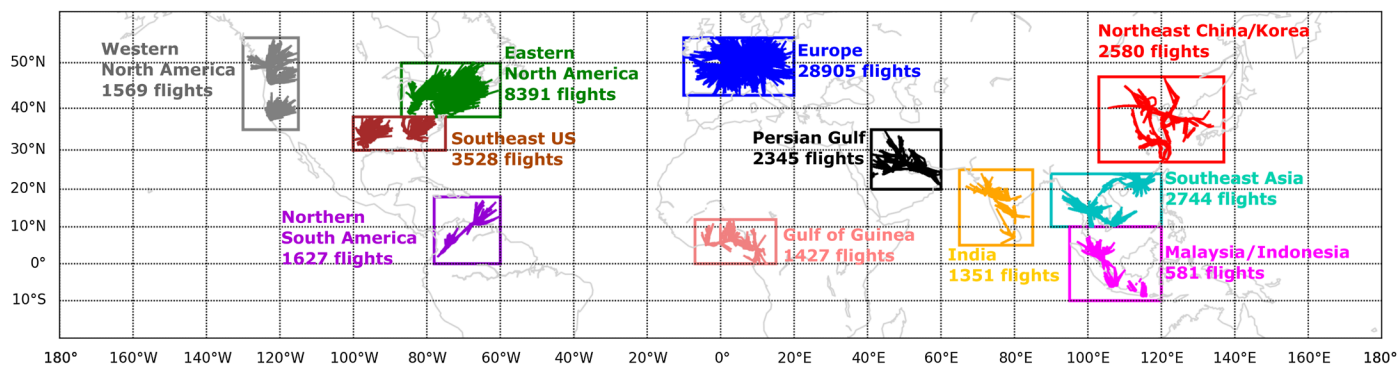 Western
North America
1569 flights
Eastern
North America
8391 flights
Europe
28905 flights
Northeast China/Korea
2580 flights
Southeast US
3528 flights
Persian Gulf
2345 flights
Southeast Asia
2744 flights
Northern
South America
1627 flights
Gulf of Guinea
1427 flights
India
1351 flights
Malaysia/Indonesia
581 flights
50°N
40°N
30°N
20°N
10°N
0°
10°S
180° 160°W 140°W 120°W 100°W 80°W 60°W 40°W 20°W 0° 20°E 40°E 60°E 80°E 100°E 120°E 140°E 160°E 180°